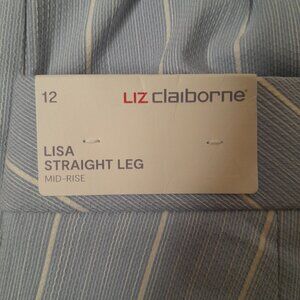 12
LIZ claiborne
LISA
STRAIGHT LEG
MID-RISE